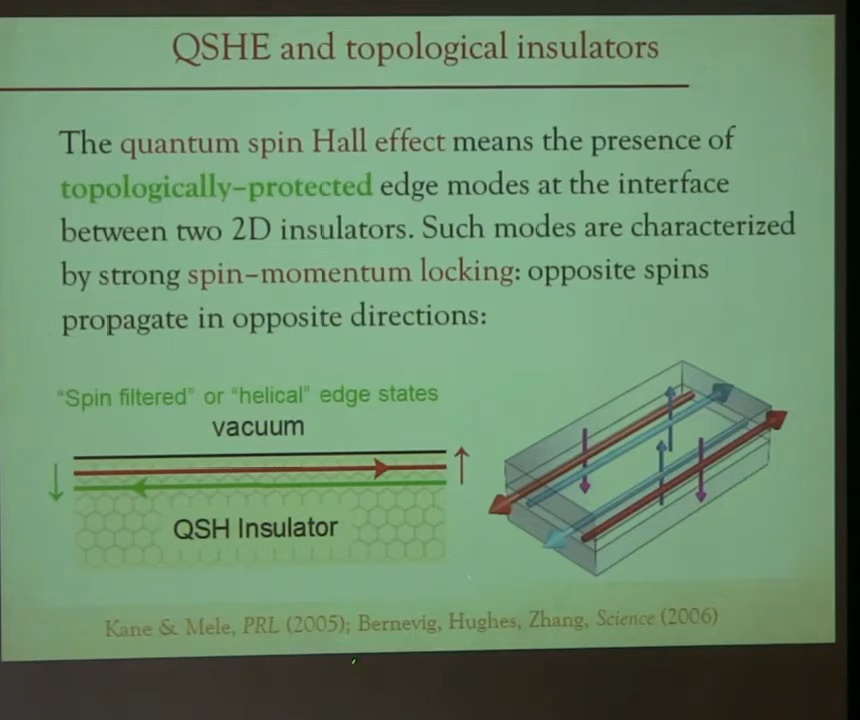 QSHE and topological insulators
The quantum spin Hall effect means the presence of
topologically-protected edge modes at the interface
between two 2D insulators. Such modes are characterized
by strong spin-momentum locking: opposite spins
propagate in opposite directions:
"Spin filtered" or "helical" edge states
vacuum
QSH Insulator
Kane & Mele, PRL (2005); Bernevig, Hughes, Zhang, Science (2006)